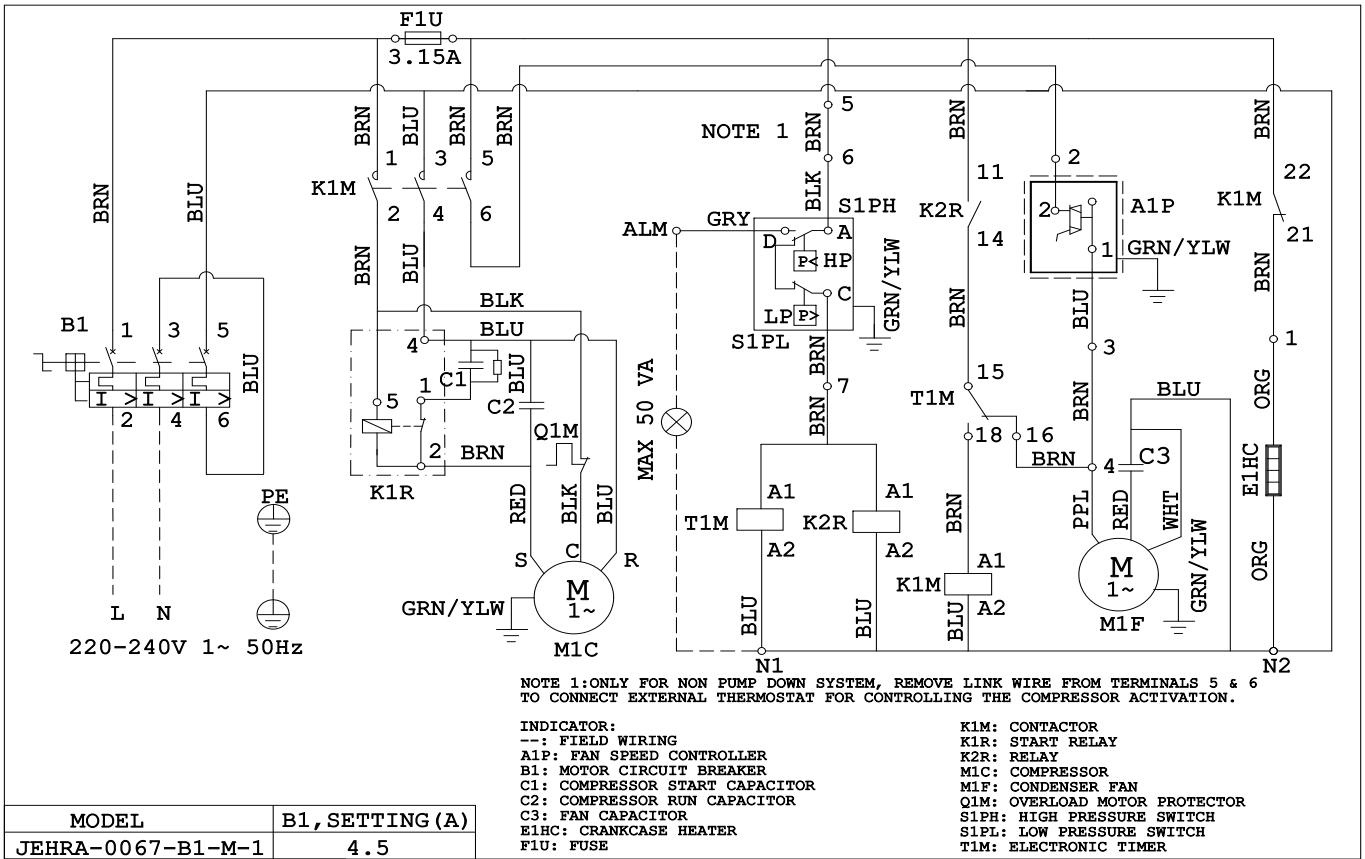 F1U
3.15A
BRN
BLU
BRN
BLU
BRN
BRN
1 3 5
K1M
2 4 6
BRN
BLU
NOTE 1
BRN
5
6
BLK
BRN
11
K2R
14
BRN
2
2
A1P
1
GRN/YLW
BRN
22
K1M
21
BRN
ALM
GRY
S1PH
D
A
P< HP
C
LP P>
S1PL
GRN/YLW
BLK
BLU
B1
1 3 5
I > I > I >
2 4 6
BLU
4
C1
BLU
1
5
C2
2
BRN
K1R
Q1M
RED
BLK
BLU
S
C
R
M
1~
GRN/YLW
M1C
MAX 50 VA
BRN
7
BRN
T1M
A1
A2
K2R
A1
A2
BLU
BLU
15
T1M
18
16
BRN
BRN
K1M
A1
A2
BLU
BLU
3
BRN
4
C3
BLU
PPL
RED
WHT
M
1~
M1F
GRN/YLW
1
ORG
E1HC
ORG
PE
L N
220-240V 1~ 50Hz
N1
N2
NOTE 1:ONLY FOR NON PUMP DOWN SYSTEM, REMOVE LINK WIRE FROM TERMINALS 5 & 6
TO CONNECT EXTERNAL THERMOSTAT FOR CONTROLLING THE COMPRESSOR ACTIVATION.
INDICATOR:
--: FIELD WIRING
A1P: FAN SPEED CONTROLLER
B1: MOTOR CIRCUIT BREAKER
C1: COMPRESSOR START CAPACITOR
C2: COMPRESSOR RUN CAPACITOR
C3: FAN CAPACITOR
E1HC: CRANKCASE HEATER
F1U: FUSE
K1M: CONTACTOR
K1R: START RELAY
K2R: RELAY
M1C: COMPRESSOR
M1F: CONDENSER FAN
Q1M: OVERLOAD MOTOR PROTECTOR
S1PH: HIGH PRESSURE SWITCH
S1PL: LOW PRESSURE SWITCH
T1M: ELECTRONIC TIMER
MODEL B1,SETTING(A)
JEHRA-0067-B1-M-1 4.5